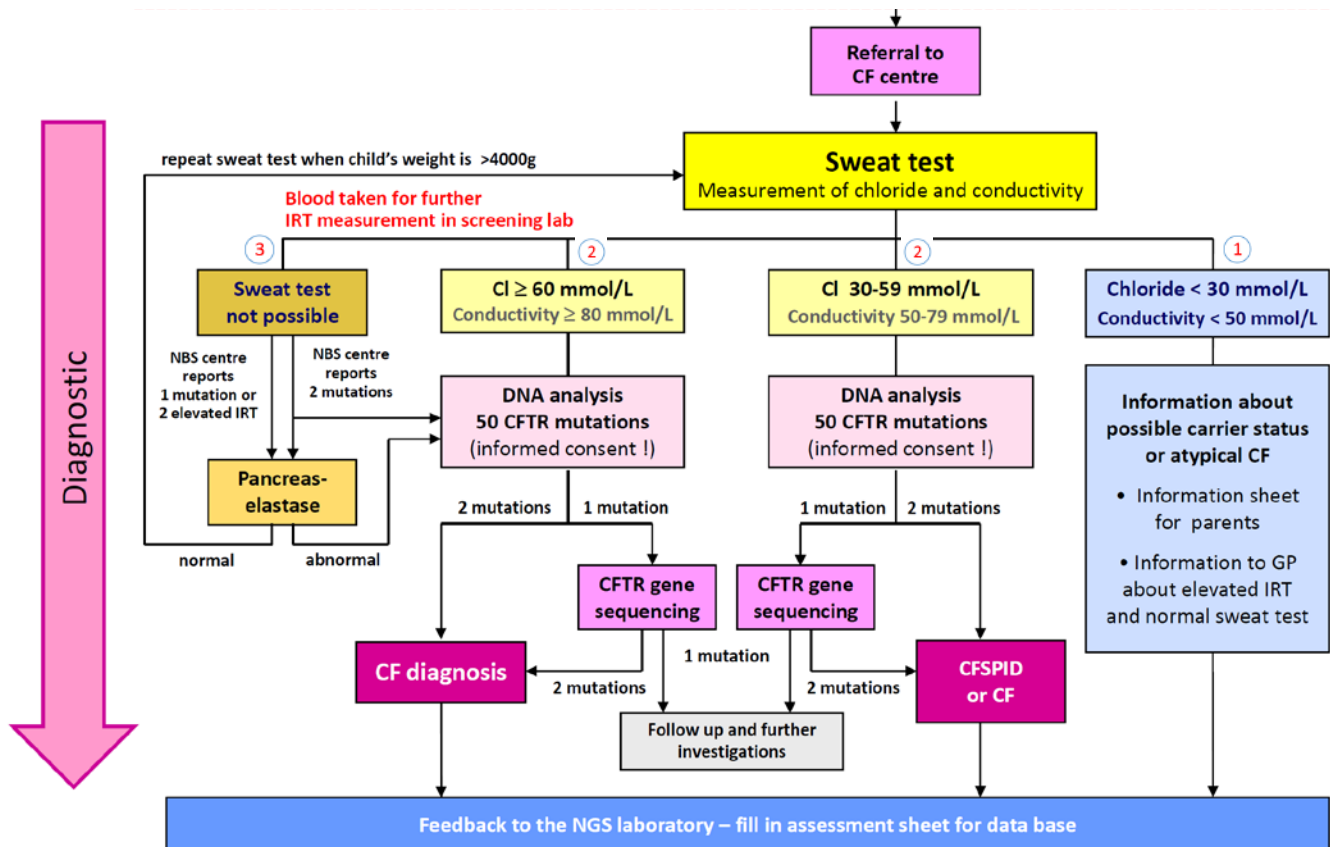 Referral to
CF centre
Diagnostic
repeat sweat test when child's weight is >4000g
Sweat test
Measurement of chloride and conductivity
Blood taken for further
IRT measurement in screening lab
3
2
2
1
Sweat test
not possible
Cl ≥ 60 mmol/L
Conductivity ≥ 80 mmol/L
Cl 30-59 mmol/L
Conductivity 50-79 mmol/L
Chloride < 30 mmol/L
Conductivity < 50 mmol/L
NBS centre
reports
1 mutation or
2 elevated IRT
NBS centre
reports
2 mutations
DNA analysis
50 CFTR mutations
(informed consent !)
DNA analysis
50 CFTR mutations
(informed consent !)
Information about
possible carrier status
or atypical CF
• Information sheet
for parents
• Information to GP
about elevated IRT
and normal sweat test
Pancreas-
elastase
normal
abnormal
2 mutations
1 mutation
1 mutation
2 mutations
CFTR gene
sequencing
CFTR gene
sequencing
CF diagnosis
2 mutations
1 mutation
2 mutations
CFSPID
or CF
Follow up and further
investigations
Feedback to the NGS laboratory – fill in assessment sheet for data base